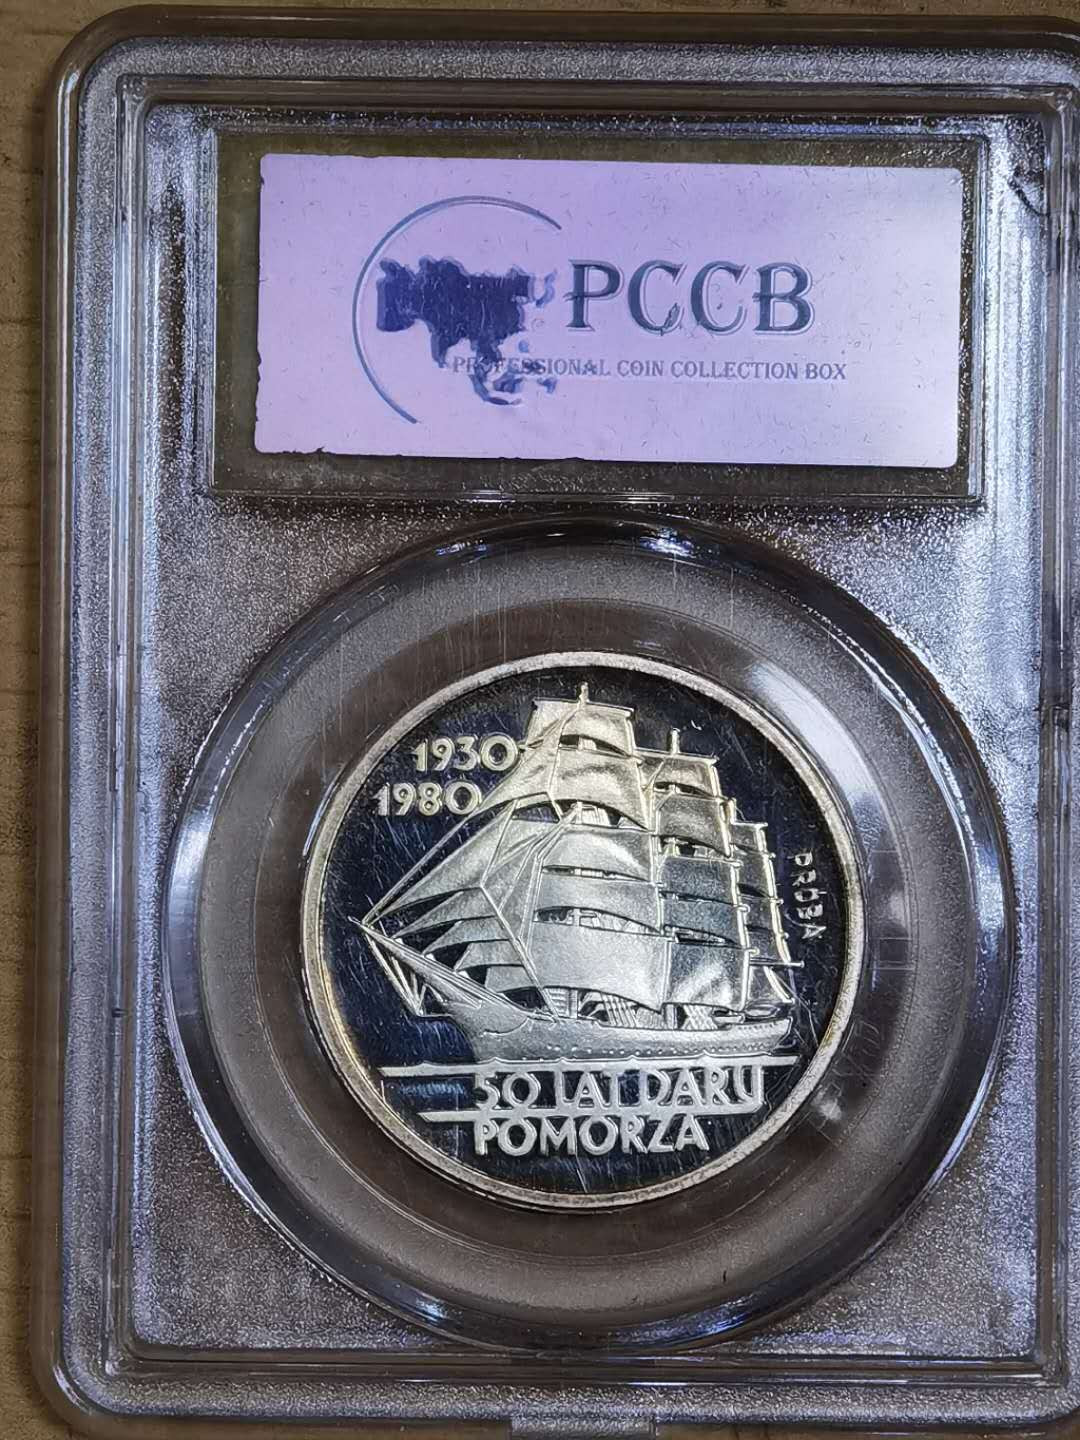 PCCB
PROFESSIONAL COIN COLLECTION BOX
1930
1980
PRÓBA
50 LAT DARU
POMORZA